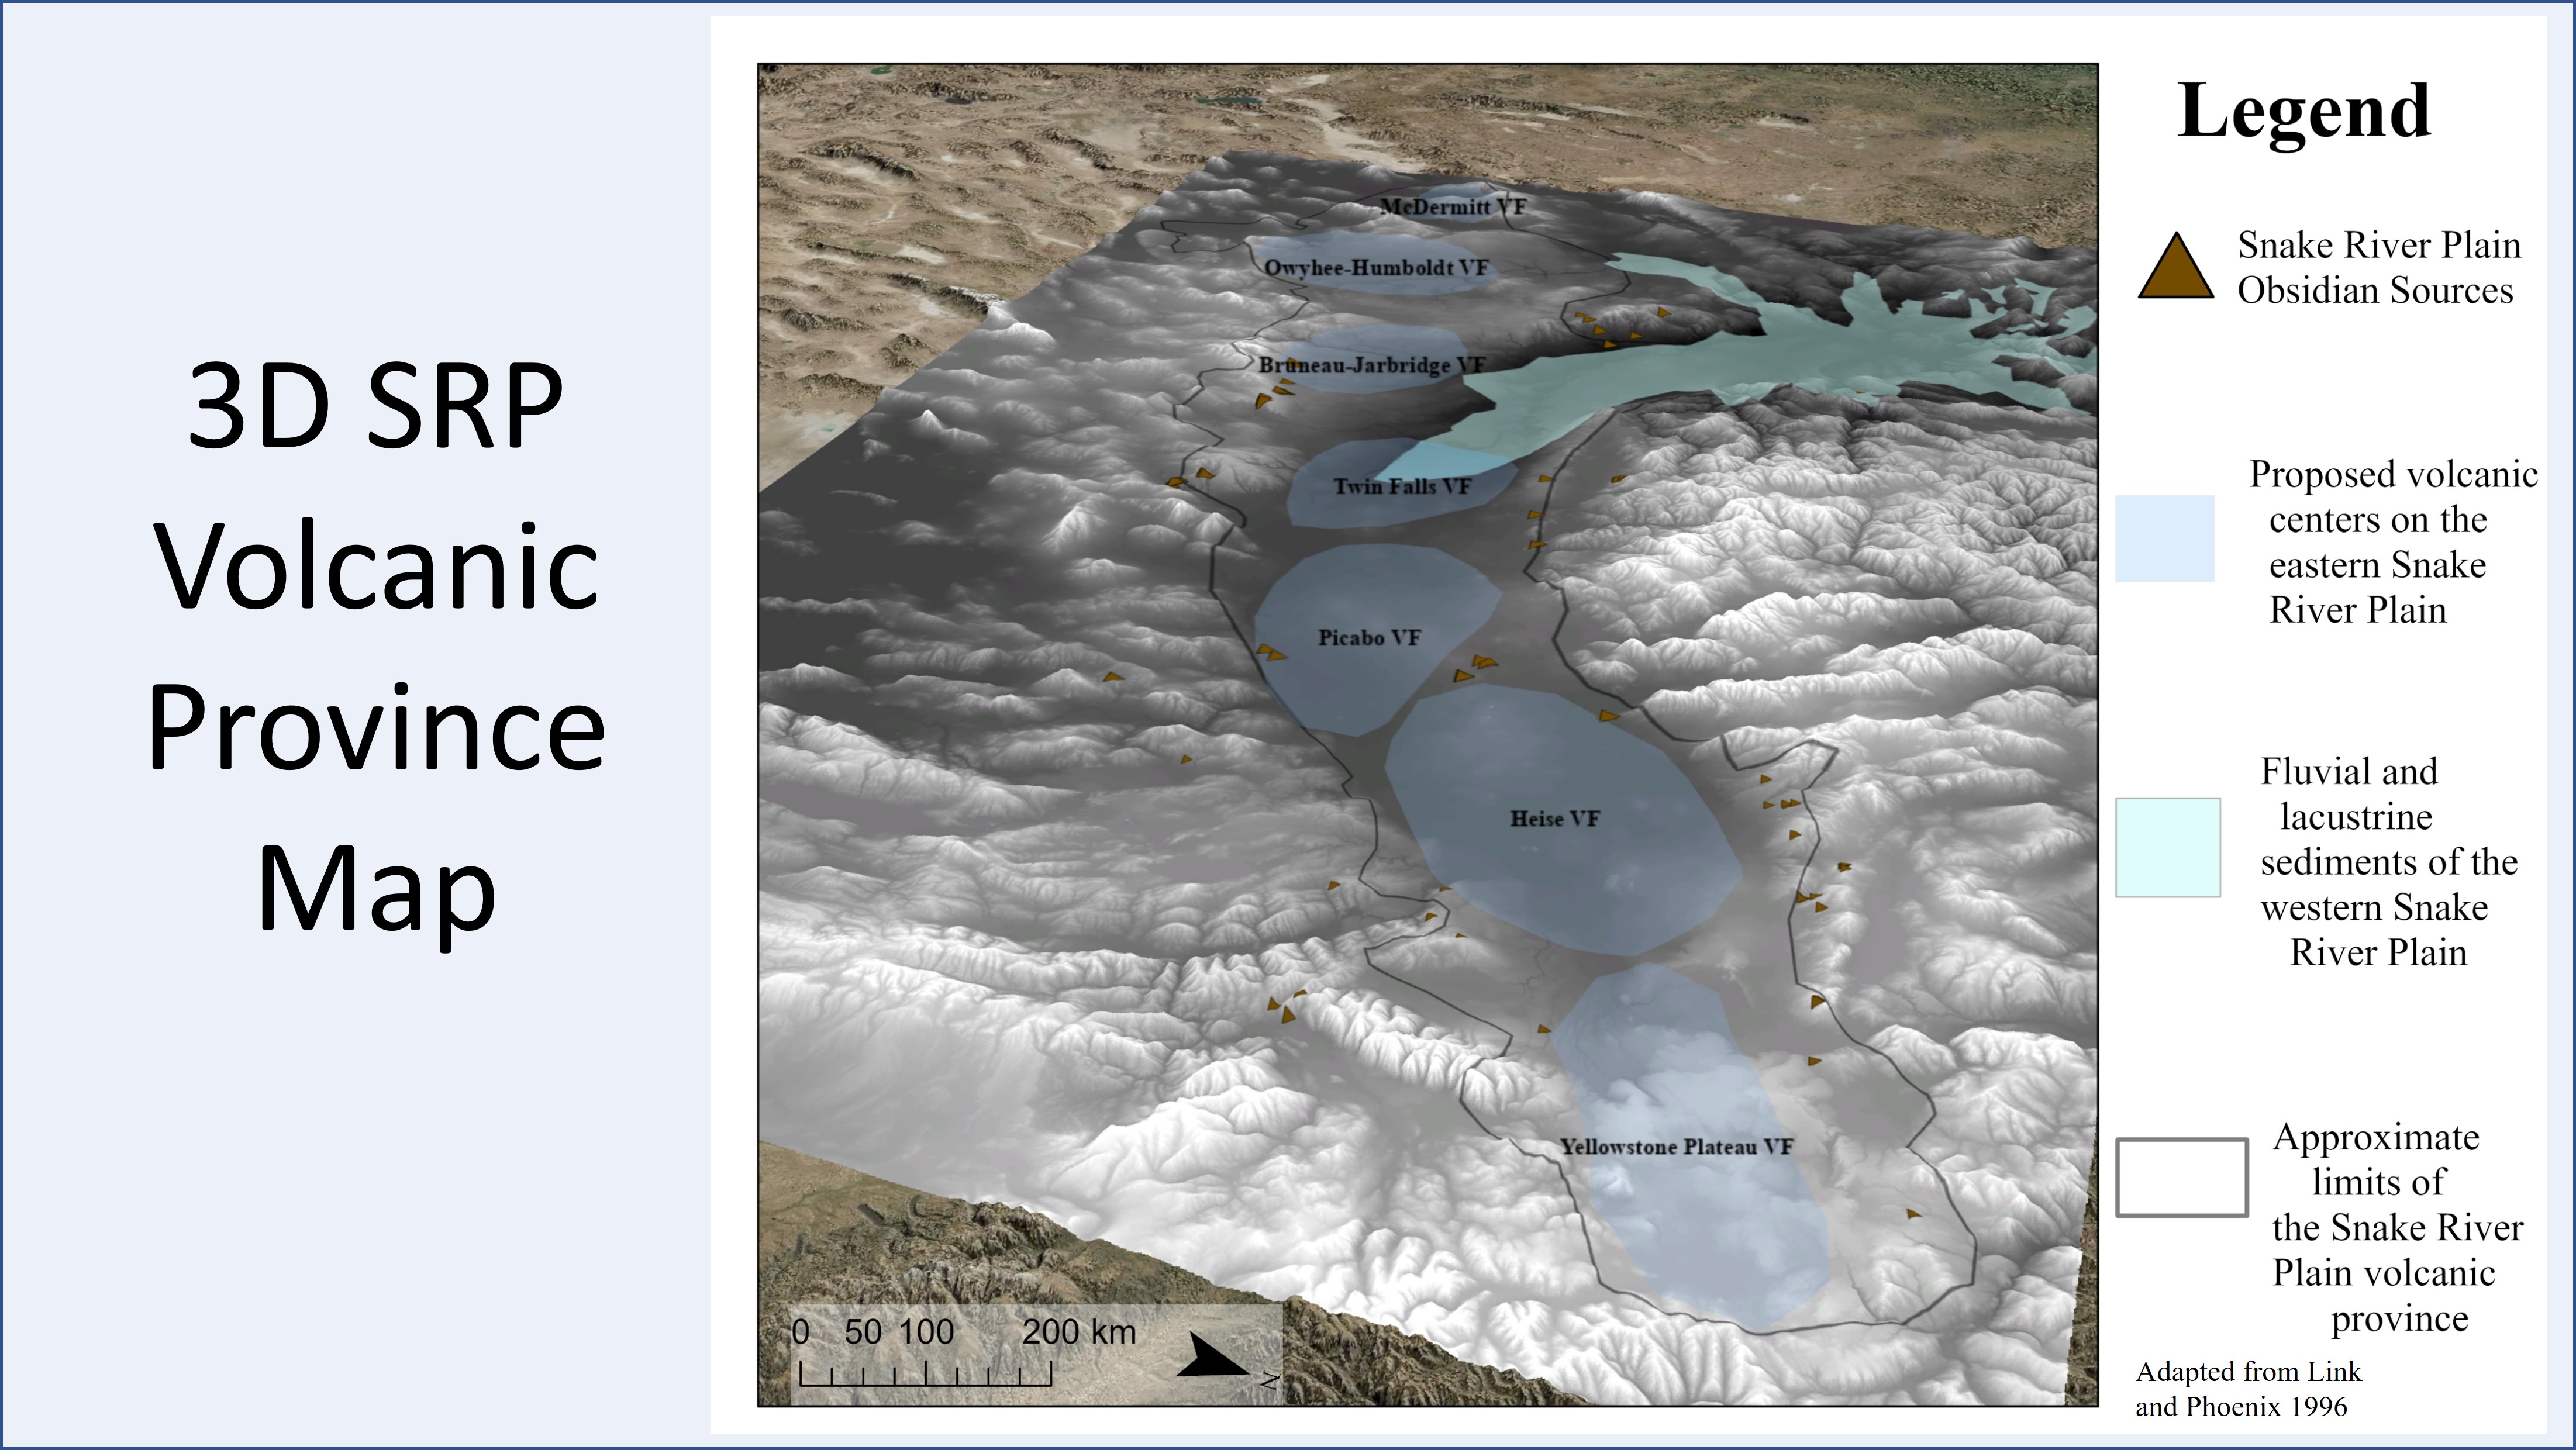 3D SRP
Volcanic
Province
Map
McDermitt VF
Owyhee-Humboldt VF
Bruneau-Jarbridge VF
Twin Falls VF
Picabo VF
Heise VF
Yellowstone Plateau VF
0 50 100 200 km
N
Legend
Snake River Plain
Obsidian Sources
Proposed volcanic
centers on the
eastern Snake
River Plain
Fluvial and
lacustrine
sediments of the
western Snake
River Plain
Approximate
limits of
the Snake River
Plain volcanic
province
Adapted from Link
and Phoenix 1996